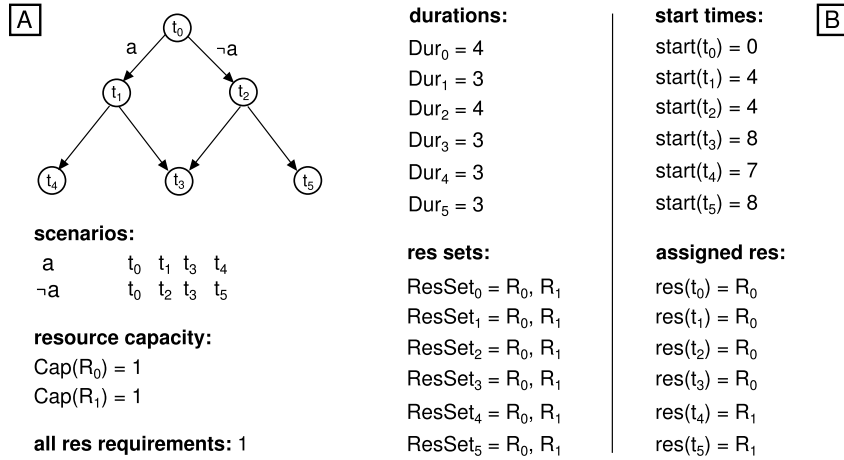 A
t₀
a
¬a
t₁
t₂
t₄
t₃
t₅
scenarios:
a t₀ t₁ t₃ t₄
¬a t₀ t₂ t₃ t₅
resource capacity:
Cap(R₀) = 1
Cap(R₁) = 1
all res requirements: 1
durations:
Dur₀ = 4
Dur₁ = 3
Dur₂ = 4
Dur₃ = 3
Dur₄ = 3
Dur₅ = 3
res sets:
ResSet₀ = R₀, R₁
ResSet₁ = R₀, R₁
ResSet₂ = R₀, R₁
ResSet₃ = R₀, R₁
ResSet₄ = R₀, R₁
ResSet₅ = R₀, R₁
B
start times:
start(t₀) = 0
start(t₁) = 4
start(t₂) = 4
start(t₃) = 8
start(t₄) = 7
start(t₅) = 8
assigned res:
res(t₀) = R₀
res(t₁) = R₀
res(t₂) = R₀
res(t₃) = R₀
res(t₄) = R₁
res(t₅) = R₁